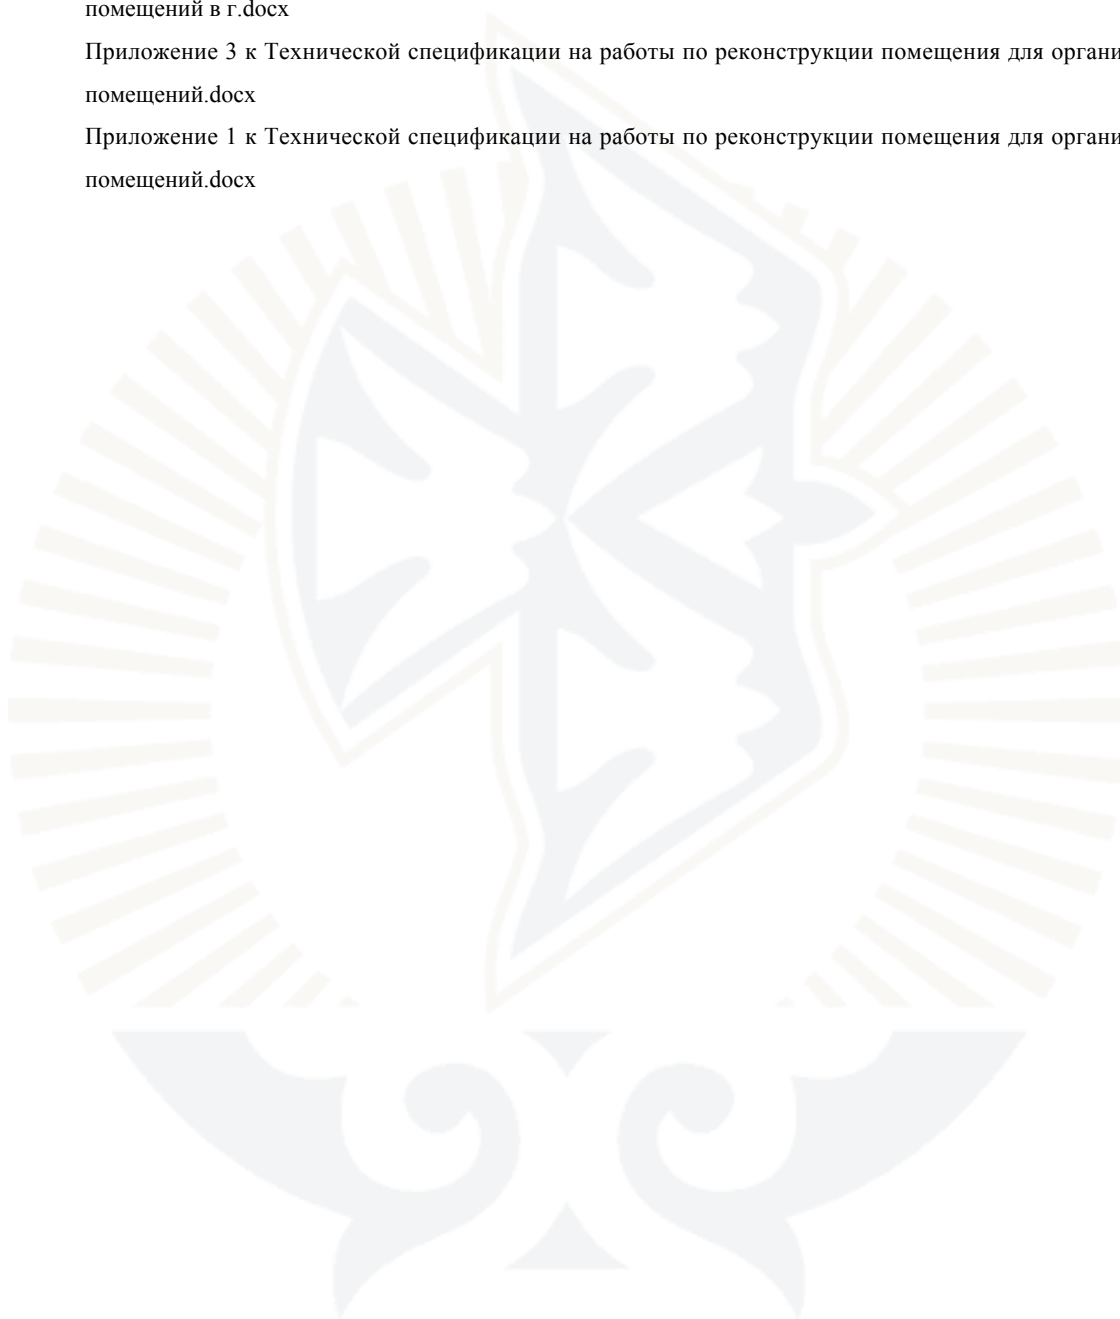 помещений в г.docx
Приложение 3 к Технической спецификации на работы по реконструкции помещения для органи
помещений.docx
Приложение 1 к Технической спецификации на работы по реконструкции помещения для органи
помещений.docx